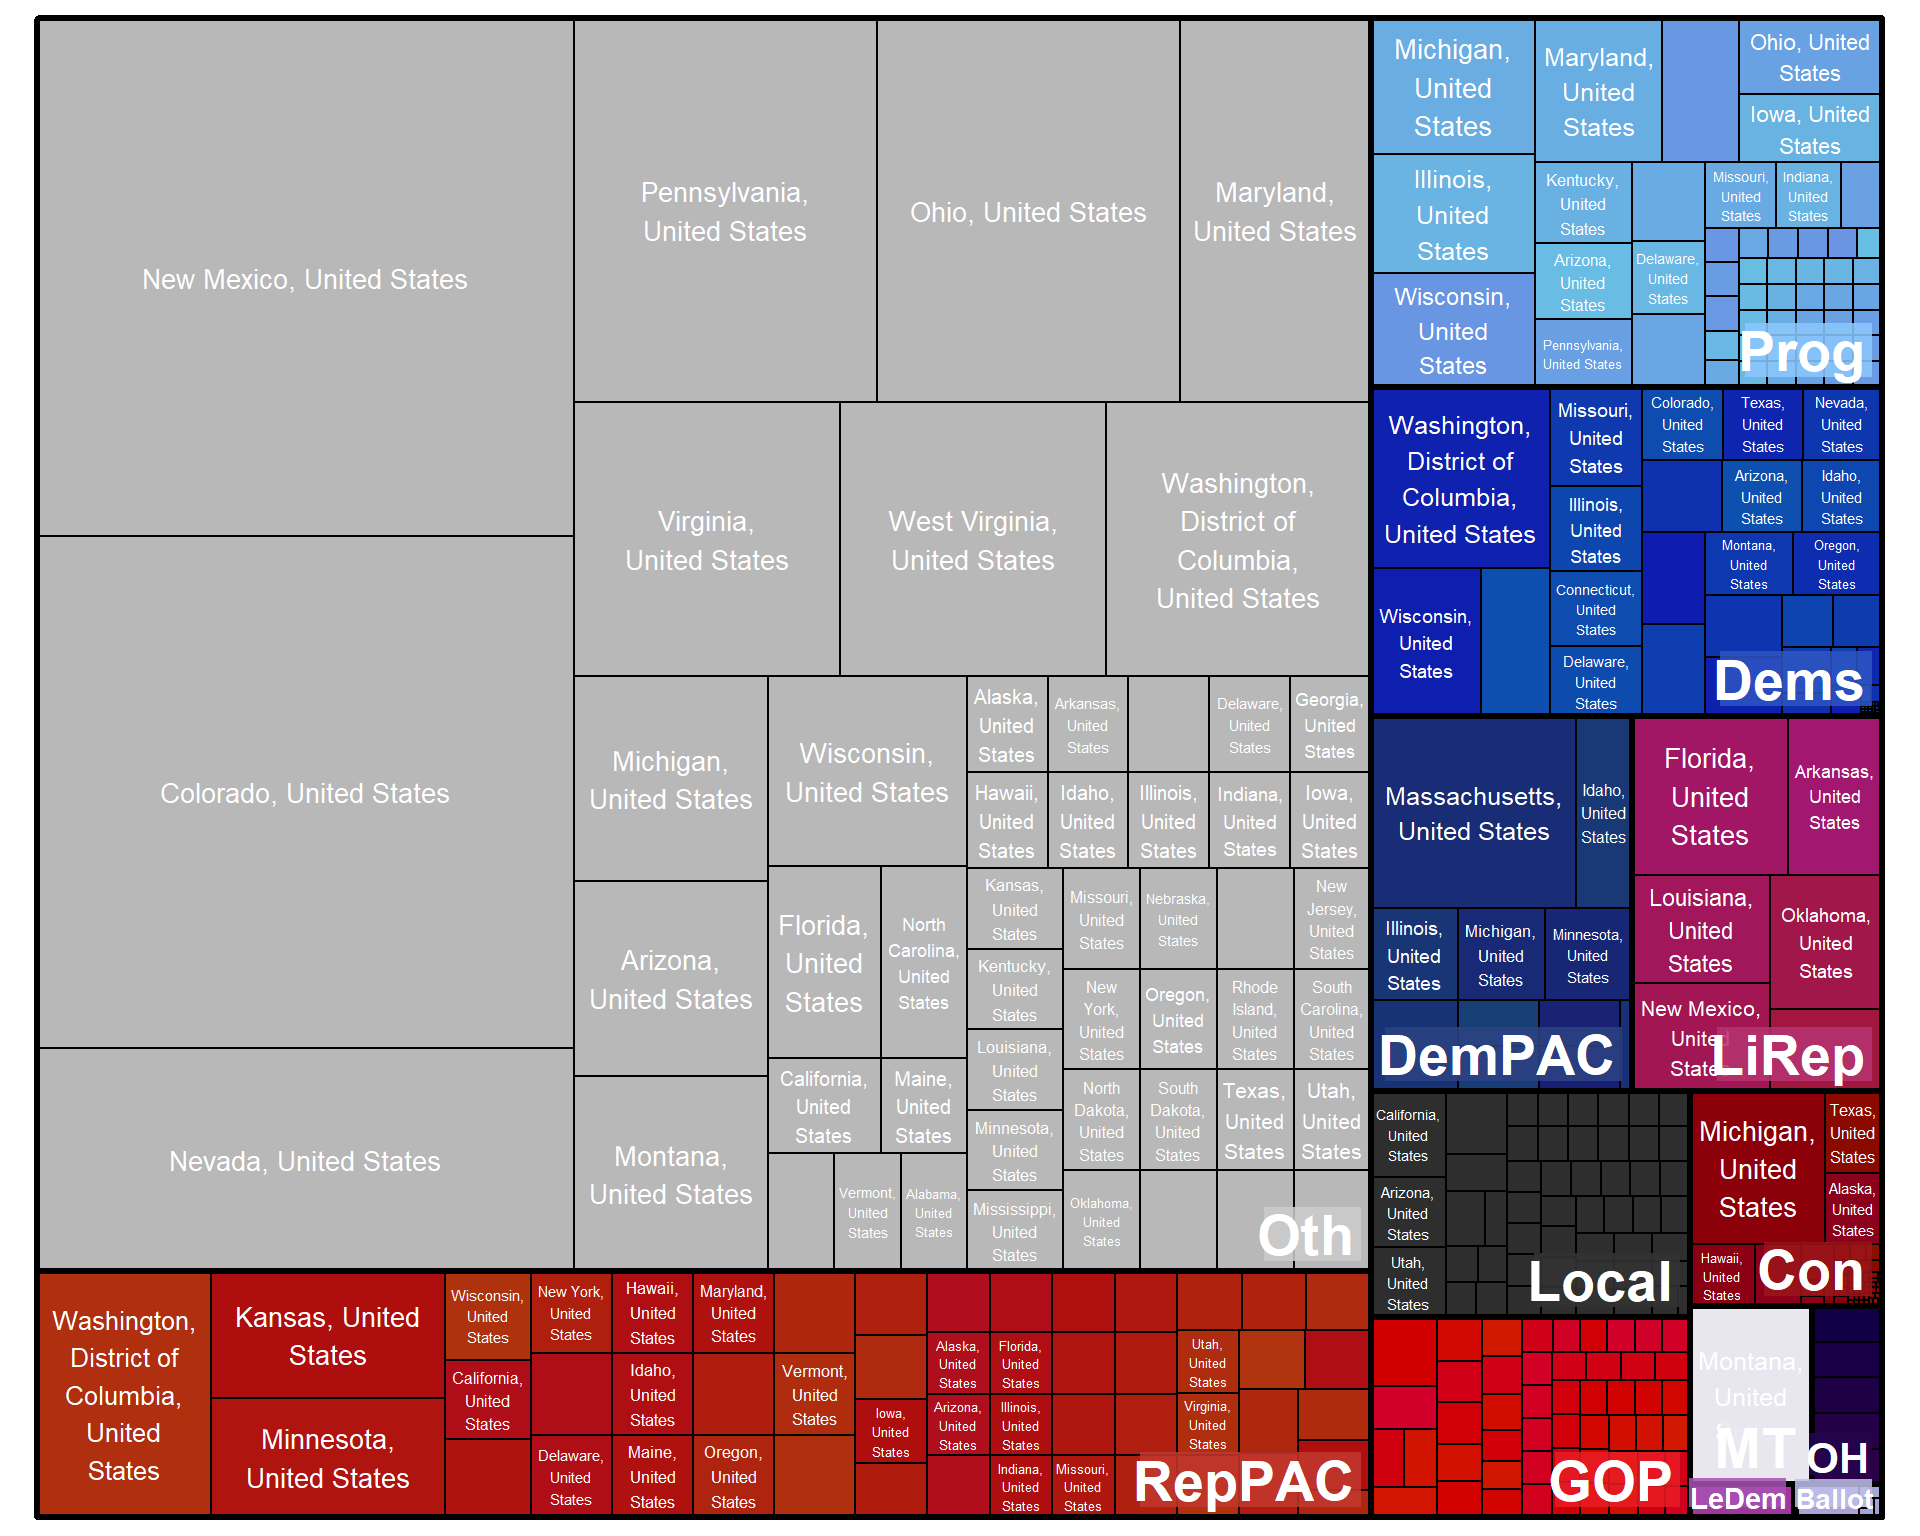 New Mexico, United States
Colorado, United States
Nevada, United States
Pennsylvania,
United States
Ohio, United States
Maryland,
United States
Virginia,
United States
West Virginia,
United States
Washington,
District of
Columbia,
United States
Michigan,
United States
Arizona,
United States
Montana,
United States
Wisconsin,
United States
Florida,
United
States
North
Carolina,
United
States
California,
United
States
Maine,
United
States
Vermont,
United
States
Alabama,
United
States
Alaska,
United
States
Arkansas,
United
States
Delaware,
United
States
Georgia,
United
States
Hawaii,
United
States
Idaho,
United
States
Illinois,
United
States
Indiana,
United
States
Iowa,
United
States
Kansas,
United
States
Kentucky,
United
States
Louisiana,
United
States
Minnesota,
United
States
Mississippi,
United
States
Missouri,
United
States
Nebraska,
United
States
New
Jersey,
United
States
New
York,
United
States
Oregon,
United
States
Rhode
Island,
United
States
South
Carolina,
United
States
North
Dakota,
United
States
South
Dakota,
United
States
Texas,
United
States
Utah,
United
States
Oklahoma,
United
States
Oth
Washington,
District of
Columbia,
United
States
Kansas, United
States
Minnesota,
United States
Wisconsin,
United
States
California,
United
States
New York,
United
States
Delaware,
United
States
Hawaii,
United
States
Idaho,
United
States
Maine,
United
States
Maryland,
United
States
Oregon,
United
States
Vermont,
United
States
Iowa,
United
States
Alaska,
United
States
Arizona,
United
States
Florida,
United
States
Illinois,
United
States
Indiana,
United
States
Missouri,
United
States
Utah,
United
States
Virginia,
United
States
RepPAC
Michigan,
United
States
Illinois,
United
States
Wisconsin,
United
States
Maryland,
United
States
Ohio, United
States
Iowa, United
States
Kentucky,
United
States
Arizona,
United
States
Pennsylvania,
United States
Delaware,
United
States
Missouri,
United
States
Indiana,
United
States
Prog
Washington,
District of
Columbia,
United States
Wisconsin,
United
States
Missouri,
United
States
Illinois,
United
States
Connecticut,
United
States
Delaware,
United
States
Colorado,
United
States
Texas,
United
States
Nevada,
United
States
Arizona,
United
States
Idaho,
United
States
Montana,
United
States
Oregon,
United
States
Dems
Massachusetts,
United States
Idaho,
United
States
Illinois,
United
States
Michigan,
United
States
Minnesota,
United
States
DemPAC
Florida,
United
States
Arkansas,
United
States
Louisiana,
United
States
Oklahoma,
United
States
New Mexico,
United
States
LiRep
California,
United
States
Arizona,
United
States
Utah,
United
States
Local
Michigan,
United
States
Texas,
United
States
Alaska,
United
States
Hawaii,
United
States
Con
GOP
Montana,
United
MT
OH
LeDem
Ballot